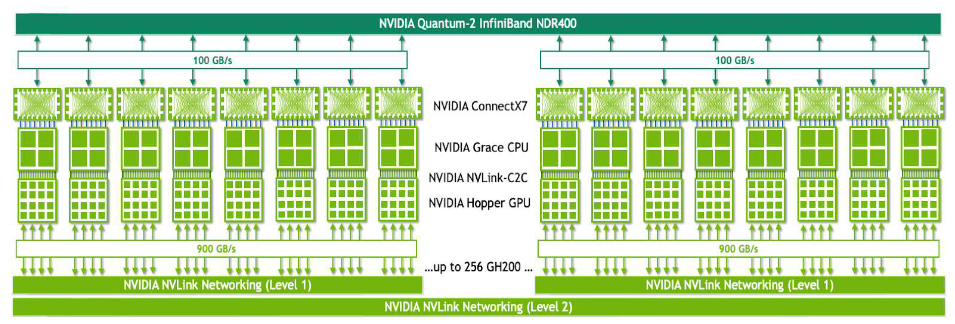 NVIDIA Quantum-2 InfiniBand NDR400
100 GB/s
100 GB/s
NVIDIA ConnectX7
NVIDIA Grace CPU
NVIDIA NVLink-C2C
NVIDIA Hopper GPU
900 GB/s
900 GB/s
...up to 256 GH200 ...
NVIDIA NVLink Networking (Level 1)
NVIDIA NVLink Networking (Level 1)
NVIDIA NVLink Networking (Level 2)